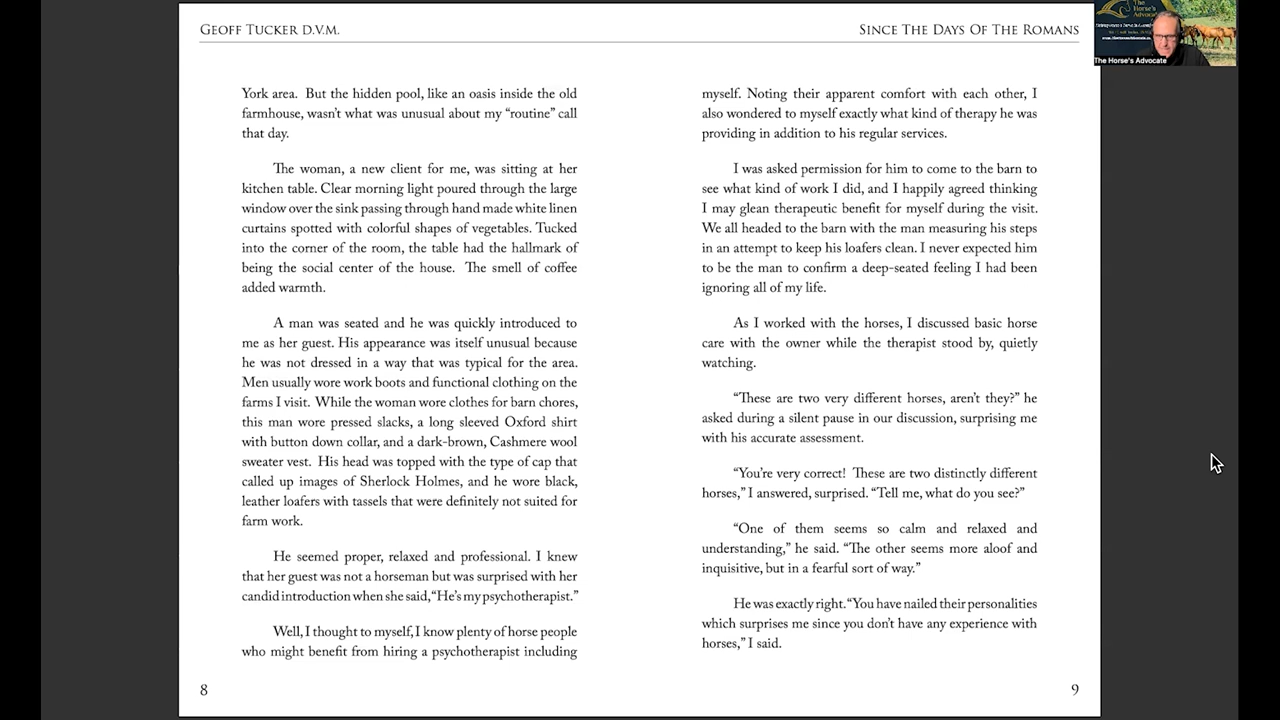 GEOFF TUCKER D.V.M.
York area. But the hidden pool, like an oasis inside the old
farmhouse, wasn't what was unusual about my “routine” call
that day.
The woman, a new client for me, was sitting at her
kitchen table. Clear morning light poured through the large
window over the sink passing through hand made white linen
curtains spotted with colorful shapes of vegetables. Tucked
into the corner of the room, the table had the hallmark of
being the social center of the house. The smell of coffee
added warmth.
A man was seated and he was quickly introduced to
me as her guest. His appearance was itself unusual because
he was not dressed in a way that was typical for the area.
Men usually wore work boots and functional clothing on the
farms I visit. While the woman wore clothes for barn chores,
this man wore pressed slacks, a long sleeved Oxford shirt
with button down collar, and a dark-brown, Cashmere wool
sweater vest. His head was topped with the type of cap that
called up images of Sherlock Holmes, and he wore black,
leather loafers with tassels that were definitely not suited for
farm work.
He seemed proper, relaxed and professional. I knew
that her guest was not a horseman but was surprised with her
candid introduction when she said, “He's my psychotherapist.”
Well, I thought to myself, I know plenty of horse people
who might benefit from hiring a psychotherapist including
8
SINCE THE DAYS OF THE ROMANS
myself. Noting their apparent comfort with each other, I
also wondered to myself exactly what kind of therapy he was
providing in addition to his regular services.
I was asked permission for him to come to the barn to
see what kind of work I did, and I happily agreed thinking
I may glean therapeutic benefit for myself during the visit.
We all headed to the barn with the man measuring his steps
in an attempt to keep his loafers clean. I never expected him
to be the man to confirm a deep-seated feeling I had been
ignoring all of my life.
As I worked with the horses, I discussed basic horse
care with the owner while the therapist stood by, quietly
watching.
“These are two very different horses, aren't they?” he
asked during a silent pause in our discussion, surprising me
with his accurate assessment.
“You're very correct! These are two distinctly different
horses,” I answered, surprised. “Tell me, what do you see?”
“One of them seems so calm and relaxed and
understanding,” he said. “The other seems more aloof and
inquisitive, but in a fearful sort of way.”
He was exactly right. “You have nailed their personalities
which surprises me since you don't have any experience with
horses,” I said.
9
The
Horse's
The Horse's Advocate